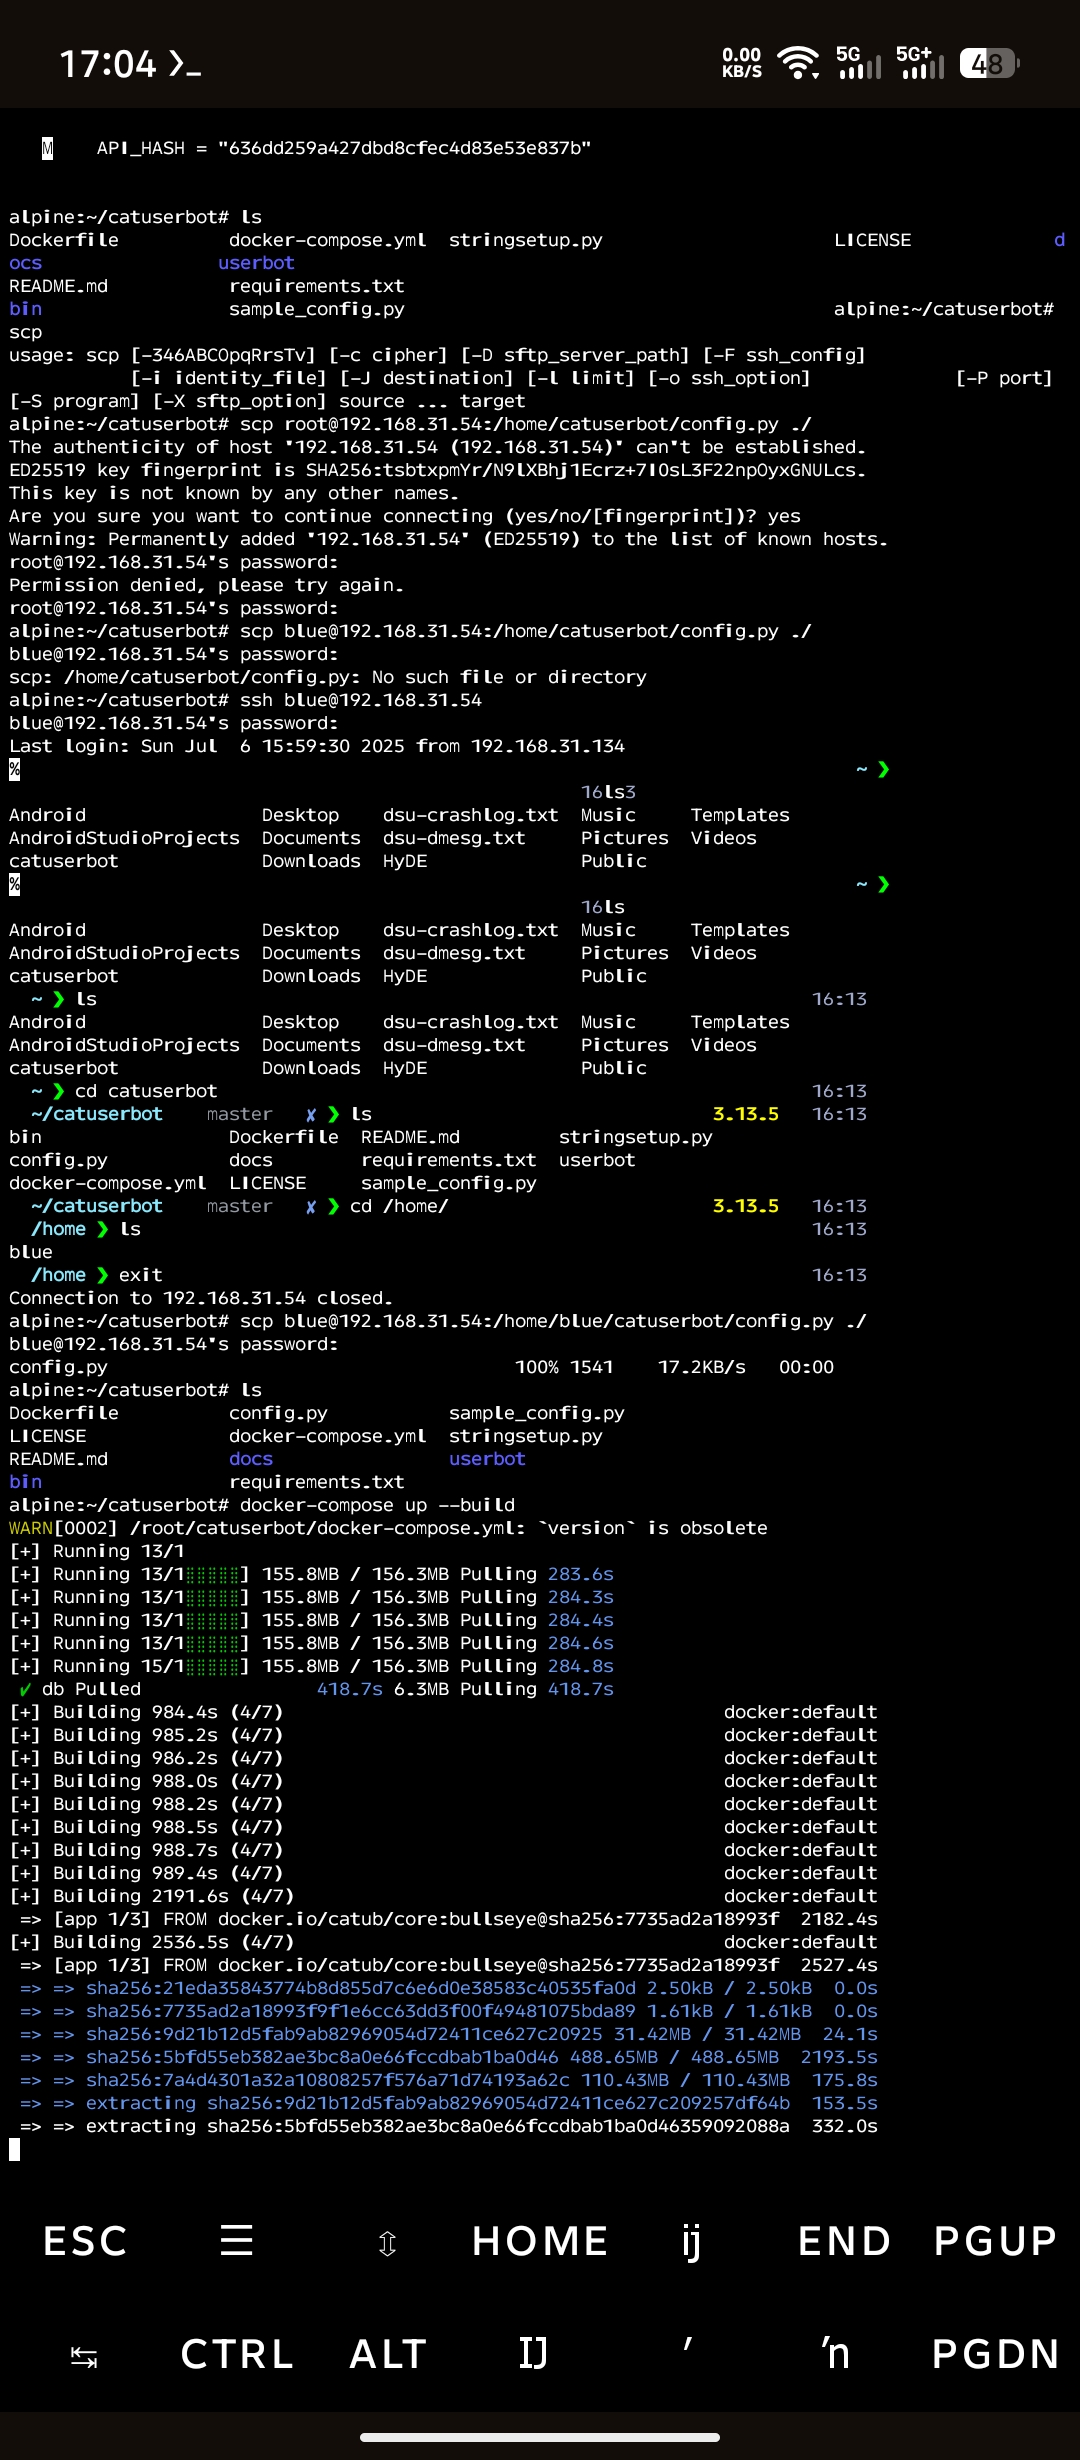 17:04 ❯_ 0.00 KB/S 5G 5G+ 48
M API_HASH = "636dd259a427dbd8cfec4d83e53e837b"
alpine:~/catuserbot# ls
Dockerfile docker-compose.yml stringsetup.py LICENSE d
ocs userbot
README.md requirements.txt
bin sample_config.py alpine:~/catuserbot#
scp
usage: scp [-346ABCOpqRrsTv] [-c cipher] [-D sftp_server_path] [-F ssh_config]
[-i identity_file] [-J destination] [-l limit] [-o ssh_option] [-P port]
[-S program] [-X sftp_option] source ... target
alpine:~/catuserbot# scp root@192.168.31.54:/home/catuserbot/config.py ./
The authenticity of host '192.168.31.54 (192.168.31.54)' can't be established.
ED25519 key fingerprint is SHA256:tsbtxpmYr/N9lXBhj1Ecrz+7IOsL3F22npOyxGNULcs.
This key is not known by any other names.
Are you sure you want to continue connecting (yes/no/[fingerprint])? yes
Warning: Permanently added '192.168.31.54' (ED25519) to the list of known hosts.
root@192.168.31.54's password:
Permission denied, please try again.
root@192.168.31.54's password:
alpine:~/catuserbot# scp blue@192.168.31.54:/home/catuserbot/config.py ./
blue@192.168.31.54's password:
scp: /home/catuserbot/config.py: No such file or directory
alpine:~/catuserbot# ssh blue@192.168.31.54
blue@192.168.31.54's password:
Last login: Sun Jul  6 15:59:30 2025 from 192.168.31.134
% ~ ❯
16ls3
Android Desktop dsu-crashlog.txt Music Templates
AndroidStudioProjects Documents dsu-dmesg.txt Pictures Videos
catuserbot Downloads HyDE Public
% ~ ❯
16ls
Android Desktop dsu-crashlog.txt Music Templates
AndroidStudioProjects Documents dsu-dmesg.txt Pictures Videos
catuserbot Downloads HyDE Public
~ ❯ ls 16:13
Android Desktop dsu-crashlog.txt Music Templates
AndroidStudioProjects Documents dsu-dmesg.txt Pictures Videos
catuserbot Downloads HyDE Public
~ ❯ cd catuserbot 16:13
~/catuserbot master ✗ ❯ ls 3.13.5 16:13
bin Dockerfile README.md stringsetup.py
config.py docs requirements.txt userbot
docker-compose.yml LICENSE sample_config.py
~/catuserbot master ✗ ❯ cd /home/ 3.13.5 16:13
/home ❯ ls 16:13
blue
/home ❯ exit 16:13
Connection to 192.168.31.54 closed.
alpine:~/catuserbot# scp blue@192.168.31.54:/home/blue/catuserbot/config.py ./
blue@192.168.31.54's password:
config.py 100% 1541 17.2KB/s 00:00
alpine:~/catuserbot# ls
Dockerfile config.py sample_config.py
LICENSE docker-compose.yml stringsetup.py
README.md docs userbot
bin requirements.txt
alpine:~/catuserbot# docker-compose up --build
WARN[0002] /root/catuserbot/docker-compose.yml: `version` is obsolete
[+] Running 13/1
[+] Running 13/1⣿⣿⣿⣿⣿] 155.8MB / 156.3MB Pulling 283.6s
[+] Running 13/1⣿⣿⣿⣿⣿] 155.8MB / 156.3MB Pulling 284.3s
[+] Running 13/1⣿⣿⣿⣿⣿] 155.8MB / 156.3MB Pulling 284.4s
[+] Running 13/1⣿⣿⣿⣿⣿] 155.8MB / 156.3MB Pulling 284.6s
[+] Running 15/1⣿⣿⣿⣿⣿] 155.8MB / 156.3MB Pulling 284.8s
✔ db Pulled 418.7s 6.3MB Pulling 418.7s
[+] Building 984.4s (4/7) docker:default
[+] Building 985.2s (4/7) docker:default
[+] Building 986.2s (4/7) docker:default
[+] Building 988.0s (4/7) docker:default
[+] Building 988.2s (4/7) docker:default
[+] Building 988.5s (4/7) docker:default
[+] Building 988.7s (4/7) docker:default
[+] Building 989.4s (4/7) docker:default
[+] Building 2191.6s (4/7) docker:default
=> [app 1/3] FROM docker.io/catub/core:bullseye@sha256:7735ad2a18993f 2182.4s
[+] Building 2536.5s (4/7) docker:default
=> [app 1/3] FROM docker.io/catub/core:bullseye@sha256:7735ad2a18993f 2527.4s
=> => sha256:21eda35843774b8d855d7c6e6d0e38583c40535fa0d 2.50kB / 2.50kB 0.0s
=> => sha256:7735ad2a18993f9f1e6cc63dd3f00f49481075bda89 1.61kB / 1.61kB 0.0s
=> => sha256:9d21b12d5fab9ab82969054d72411ce627c20925 31.42MB / 31.42MB 24.1s
=> => sha256:5bfd55eb382ae3bc8a0e66fccdbab1ba0d46 488.65MB / 488.65MB 2193.5s
=> => sha256:7a4d4301a32a10808257f576a71d74193a62c 110.43MB / 110.43MB 175.8s
=> => extracting sha256:9d21b12d5fab9ab82969054d72411ce627c209257df64b 153.5s
=> => extracting sha256:5bfd55eb382ae3bc8a0e66fccdbab1ba0d46359092088a 332.0s
ESC ☰ ⇳ HOME ĳ END PGUP
↹ CTRL ALT Ĳ ′ ŉ PGDN